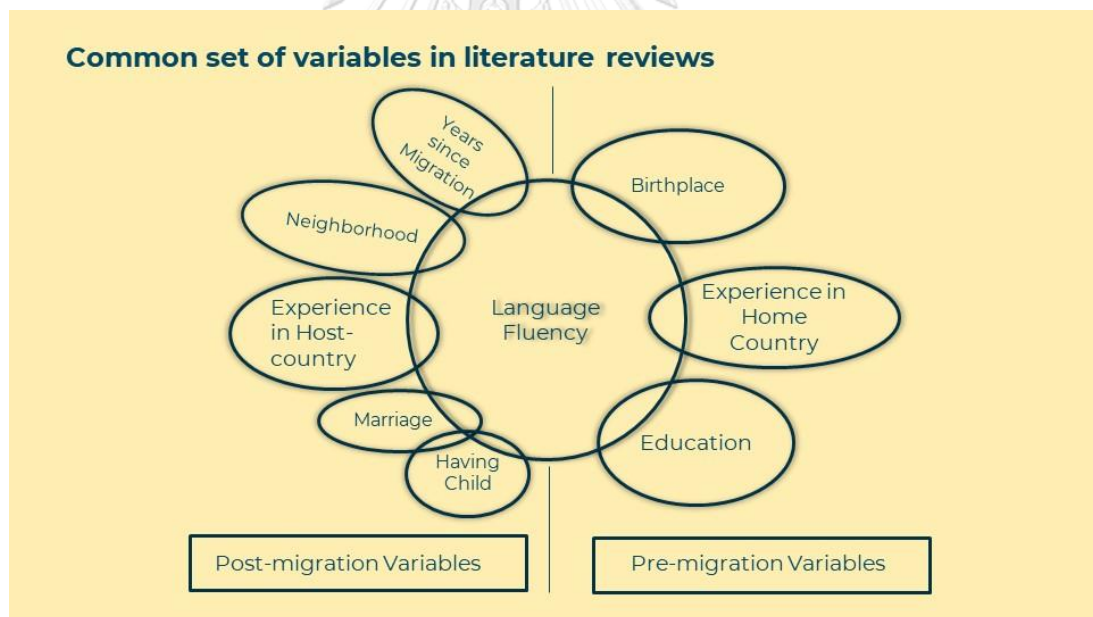 Common set of variables in literature reviews
Years
since
Migration
Neighborhood
Experience
in Host-
country
Marriage
Having
Child
Language
Fluency
Birthplace
Experience in
Home
Country
Education
Post-migration Variables
Pre-migration Variables